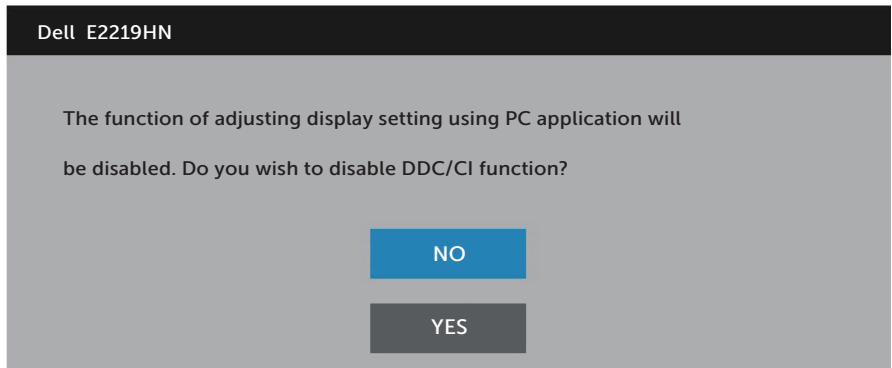 Dell E2219HN
The function of adjusting display setting using PC application will
be disabled. Do you wish to disable DDC/CI function?
NO
YES